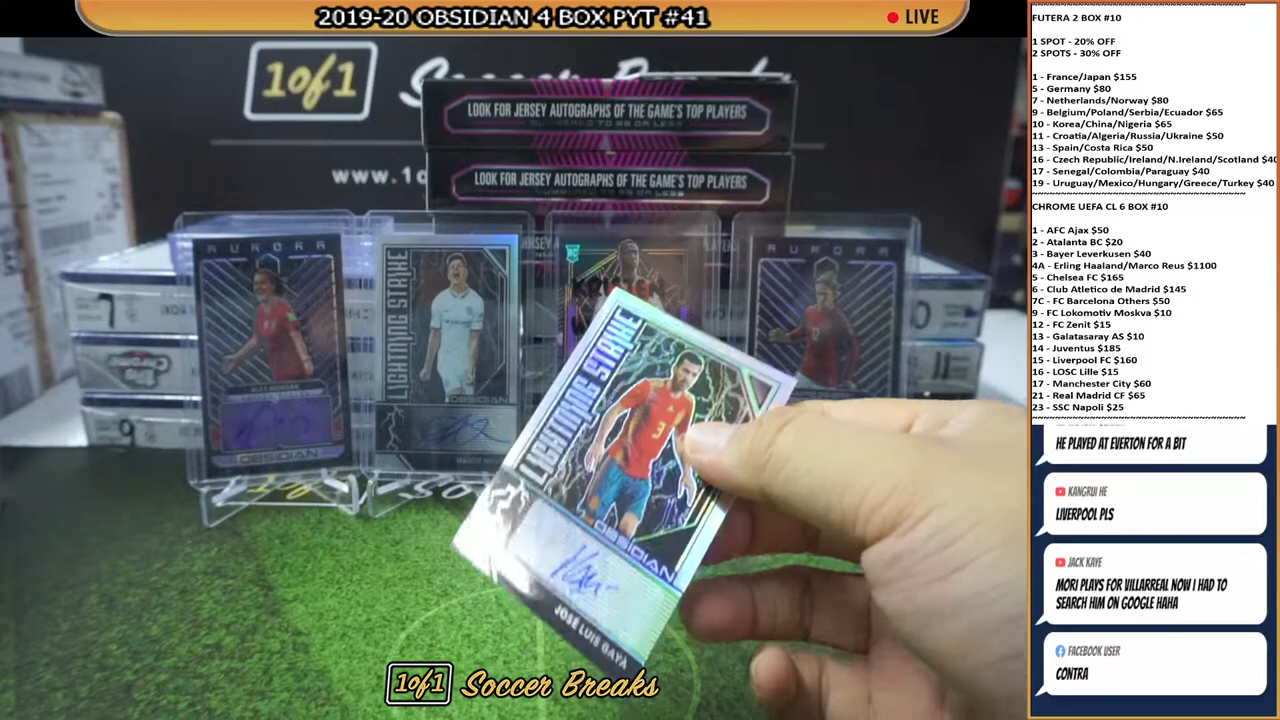 2019-20 OBSIDIAN 4 BOX PYT #41
LIVE
1of1
LOOK FOR JERSEY AUTOGRAPHS OF THE GAME'S TOP PLAYERS
LOOK FOR JERSEY AUTOGRAPHS OF THE GAME'S TOP PLAYERS
AURORA
OBSIDIAN
LIGHTNING STRIKE
OBSIDIAN
RC
AURORA
LIGHTNING STRIKE
3
OBSIDIAN
JOSÉ LUIS GAYÀ
1of1 Soccer Breaks
FUTERA 2 BOX #10
1 SPOT - 20% OFF
2 SPOTS - 30% OFF
1 - France/Japan $155
5 - Germany $80
7 - Netherlands/Norway $80
9 - Belgium/Poland/Serbia/Ecuador $65
10 - Korea/China/Nigeria $65
11 - Croatia/Algeria/Russia/Ukraine $50
13 - Spain/Costa Rica $50
16 - Czech Republic/Ireland/N.Ireland/Scotland $40
17 - Senegal/Colombia/Paraguay $40
19 - Uruguay/Mexico/Hungary/Greece/Turkey $40
CHROME UEFA CL 6 BOX #10
1 - AFC Ajax $50
2 - Atalanta BC $20
3 - Bayer Leverkusen $40
4A - Erling Haaland/Marco Reus $1100
5 - Chelsea FC $165
6 - Club Atletico de Madrid $145
7C - FC Barcelona Others $50
9 - FC Lokomotiv Moskva $10
12 - FC Zenit $15
13 - Galatasaray AS $10
14 - Juventus $185
15 - Liverpool FC $160
16 - LOSC Lille $15
17 - Manchester City $60
21 - Real Madrid CF $65
23 - SSC Napoli $25
HE PLAYED AT EVERTON FOR A BIT
KANGRUI HE
LIVERPOOL PLS
JACK KAYE
MORI PLAYS FOR VILLARREAL NOW I HAD TO
SEARCH HIM ON GOOGLE HAHA
FACEBOOK USER
CONTRA